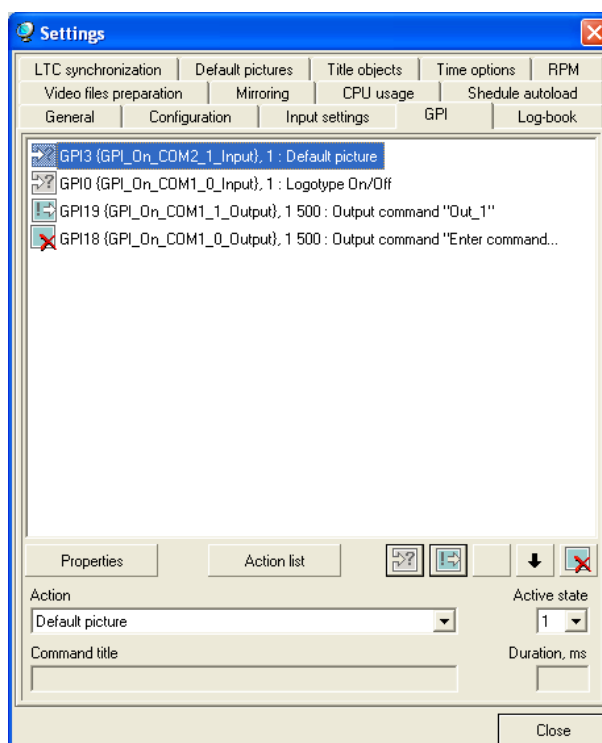 Settings
LTC synchronization Default pictures Title objects Time options RPM
Video files preparation Mirroring CPU usage Shedule autoload
General Configuration Input settings GPI Log-book
GPI3 {GPI_On_COM2_1_Input}, 1 : Default picture
GPI0 {GPI_On_COM1_0_Input}, 1 : Logotype On/Off
GPI19 {GPI_On_COM1_1_Output}, 1 500 : Output command "Out_1"
GPI18 {GPI_On_COM1_0_Output}, 1 500 : Output command "Enter command...
Properties Action list
Action Active state
Default picture 1
Command title Duration, ms
Close